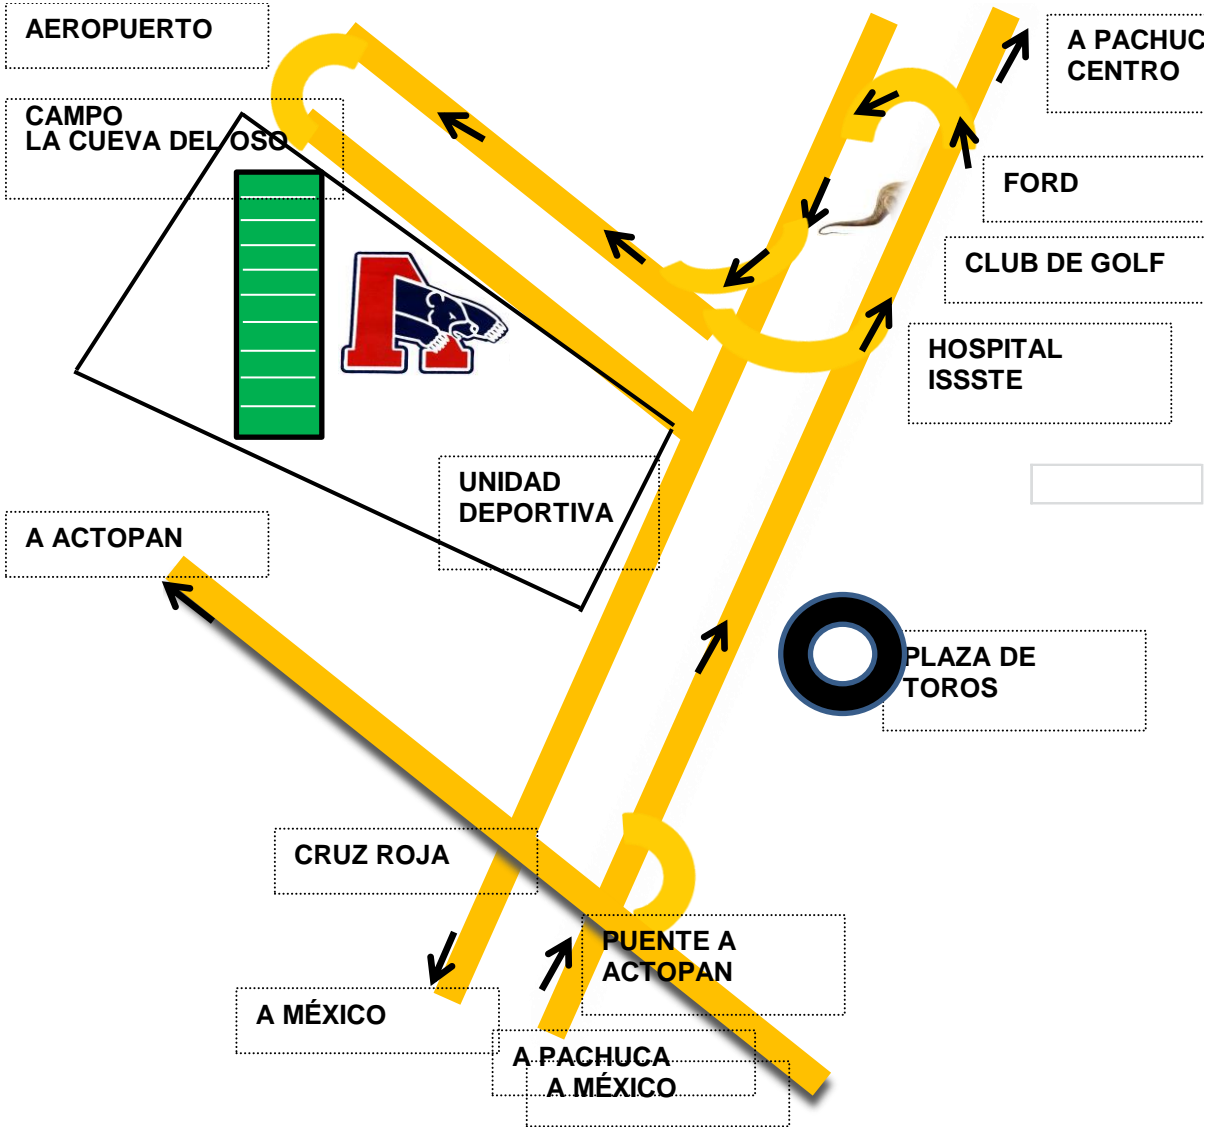 AEROPUERTO
A PACHUC
CENTRO
CAMPO
LA CUEVA DEL OSO
FORD
CLUB DE GOLF
HOSPITAL
ISSSTE
UNIDAD
DEPORTIVA
A ACTOPAN
PLAZA DE
TOROS
CRUZ ROJA
PUENTE A
ACTOPAN
A MÉXICO
A PACHUCA
A MÉXICO